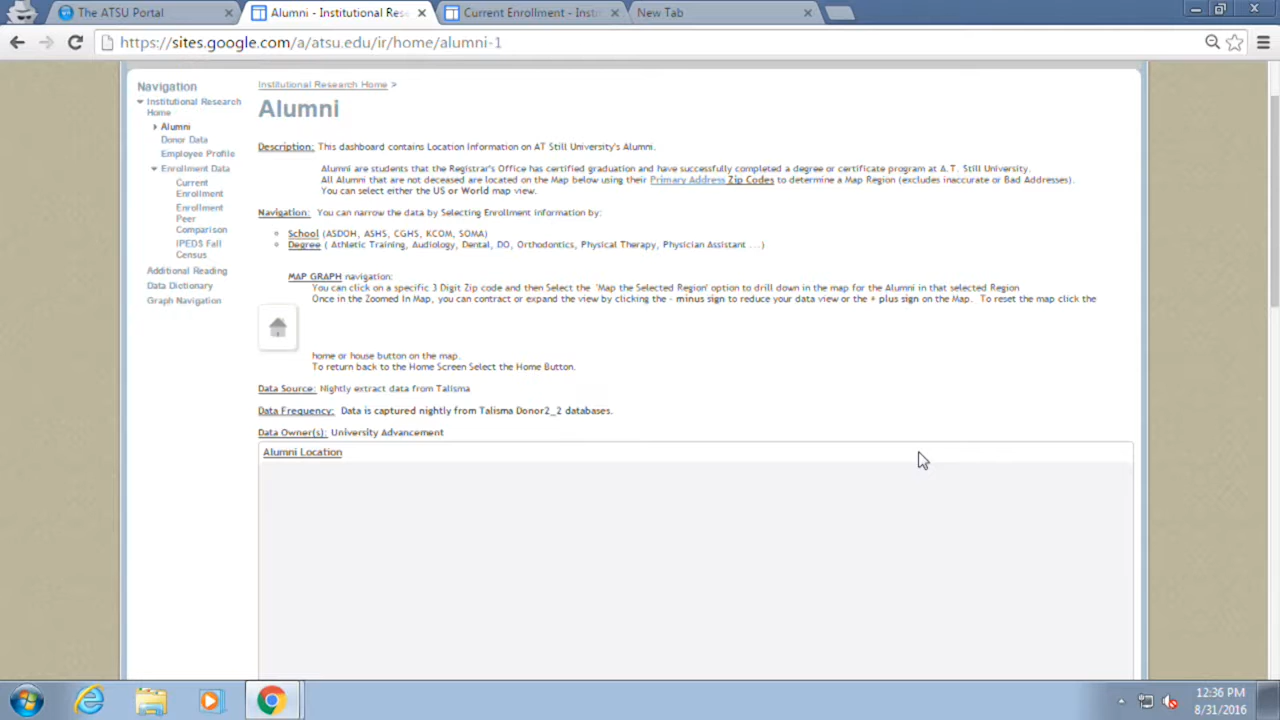 The ATSU Portal
Alumni - Institutional Res
Current Enrollment - Instit
New Tab
https://sites.google.com/a/atsu.edu/ir/home/alumni-1
Navigation
Institutional Research
Home
Alumni
Donor Data
Employee Profile
Enrollment Data
Current
Enrollment
Enrollment
Peer
Comparison
IPEDS Fall
Census
Additional Reading
Data Dictionary
Graph Navigation
Institutional Research Home >
Alumni
Description: This dashboard contains Location Information on AT Still University's Alumni.
Alumni are students that the Registrar's Office has certified graduation and have successfully completed a degree or certificate program at A.T. Still University.
All Alumni that are not deceased are located on the Map below using their Primary Address Zip Codes to determine a Map Region (excludes inaccurate or Bad Addresses).
You can select either the US or World map view.
Navigation: You can narrow the data by Selecting Enrollment information by:
School (ASDOH, ASHS, CGHS, KCOM, SOMA)
Degree ( Athletic Training, Audiology, Dental, DO, Orthodontics, Physical Therapy, Physician Assistant ...)
MAP GRAPH navigation:
You can click on a specific 3 Digit Zip code and then Select the 'Map the Selected Region' option to drill down in the map for the Alumni in that selected Region
Once in the Zoomed In Map, you can contract or expand the view by clicking the - minus sign to reduce your data view or the + plus sign on the Map. To reset the map click the
home or house button on the map.
To return back to the Home Screen Select the Home Button.
Data Source: Nightly extract data from Talisma
Data Frequency: Data is captured nightly from Talisma Donor2_2 databases.
Data Owner(s): University Advancement
Alumni Location
12:36 PM
8/31/2016